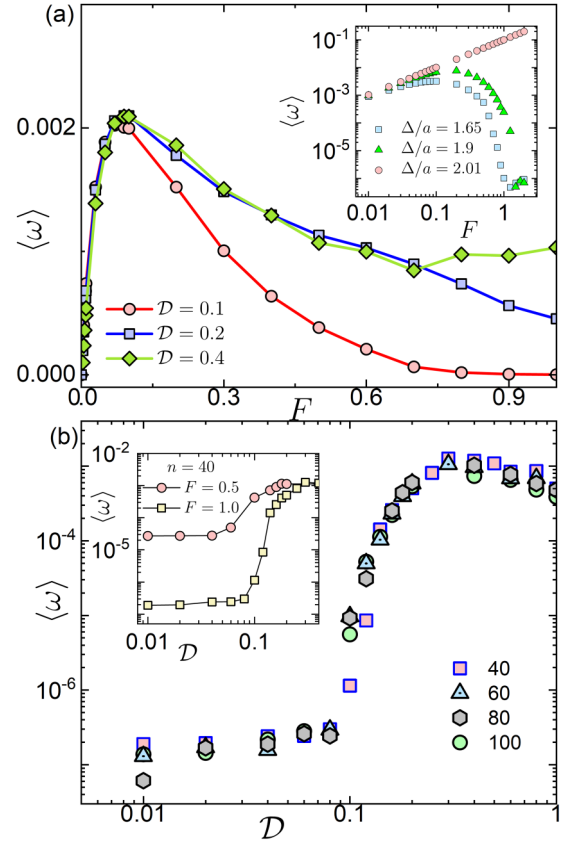 (a)
⟨ω⟩
0.002
0.000
0.0
0.3
0.6
0.9
F
𝒟 = 0.1
𝒟 = 0.2
𝒟 = 0.4
⟨ω⟩
10⁻¹
10⁻³
10⁻⁶
0.01
0.1
1
F
Δ/a = 1.65
Δ/a = 1.9
Δ/a = 2.01
(b)
⟨ω⟩
10⁻⁴
10⁻⁶
0.01
0.1
1
𝒟
40
60
80
100
⟨ω⟩
10⁻²
10⁻⁵
0.01
0.1
𝒟
n = 40
F = 0.5
F = 1.0